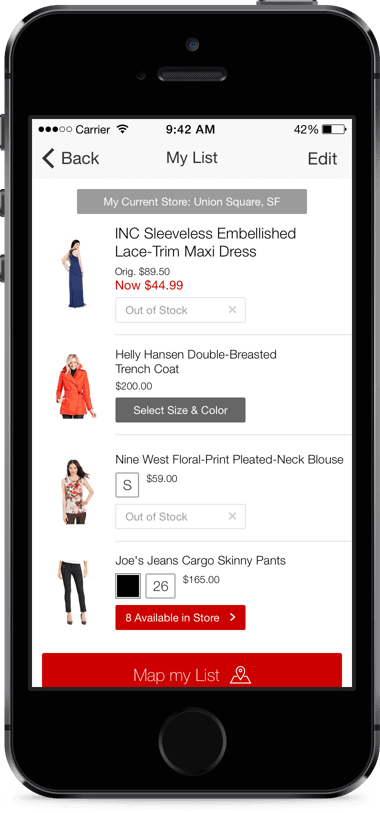 Carrier 9:42 AM 42%
Back My List Edit
My Current Store: Union Square, SF
INC Sleeveless Embellished
Lace-Trim Maxi Dress
Orig. $89.50
Now $44.99
Out of Stock ×
Helly Hansen Double-Breasted
Trench Coat
$200.00
Select Size & Color
Nine West Floral-Print Pleated-Neck Blouse
S $59.00
Out of Stock ×
Joe's Jeans Cargo Skinny Pants
26 $165.00
8 Available in Store
Map my List